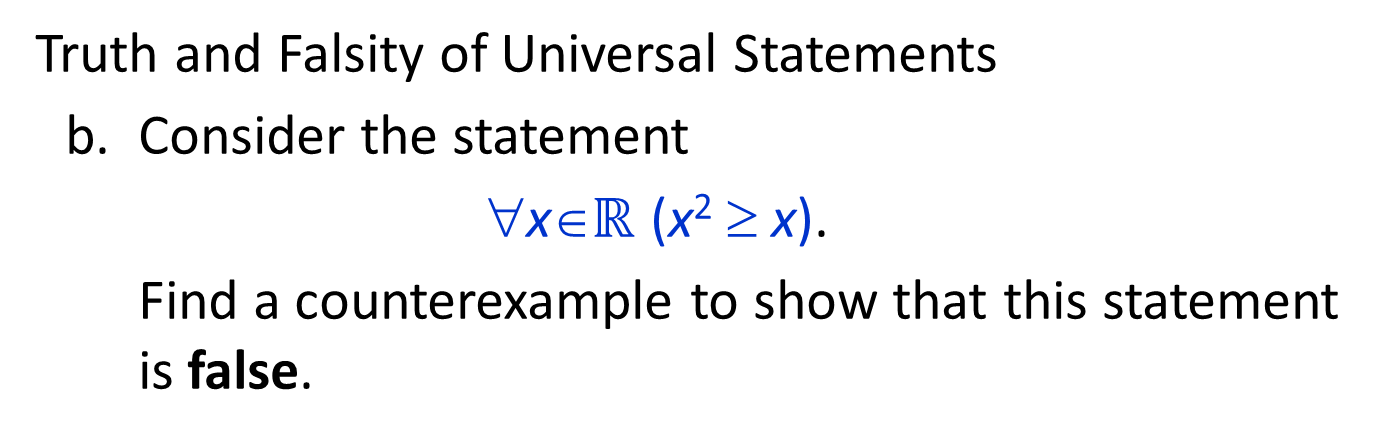 Truth and Falsity of Universal Statements
b. Consider the statement
∀x∈ℝ (x² ≥ x).
Find a counterexample to show that this statement
is false.